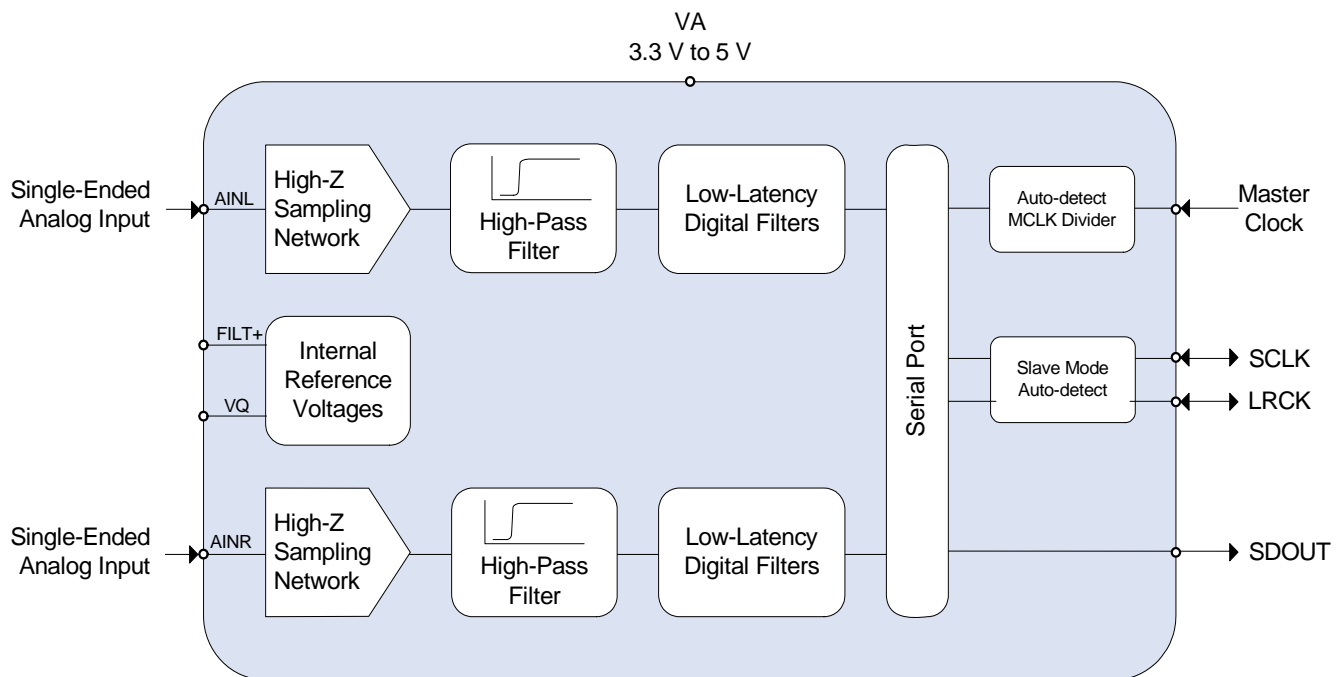 VA
3.3 V to 5 V
Single-Ended
Analog Input
AINL
High-Z
Sampling
Network
High-Pass
Filter
Low-Latency
Digital Filters
Auto-detect
MCLK Divider
Master
Clock
FILT+
VQ
Internal
Reference
Voltages
Serial Port
Slave Mode
Auto-detect
SCLK
LRCK
Single-Ended
Analog Input
AINR
High-Z
Sampling
Network
High-Pass
Filter
Low-Latency
Digital Filters
SDOUT